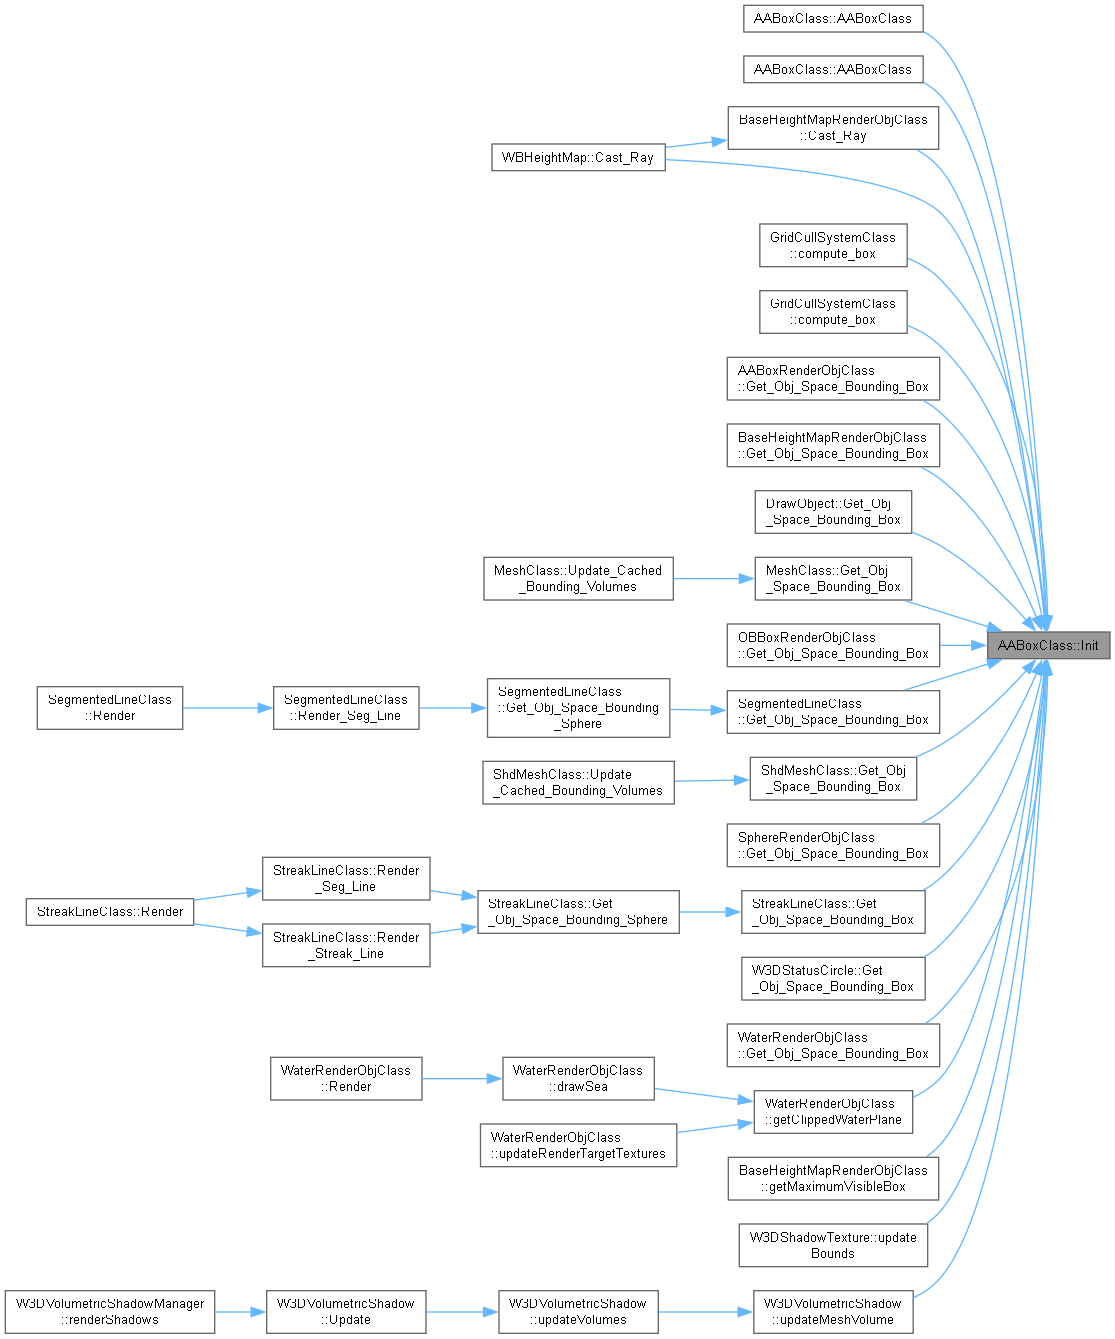 AABoxClass::AABoxClass
AABoxClass::AABoxClass
BaseHeightMapRenderObjClass
::Cast_Ray
WBHeightMap::Cast_Ray
GridCullSystemClass
::compute_box
GridCullSystemClass
::compute_box
AABoxRenderObjClass
::Get_Obj_Space_Bounding_Box
BaseHeightMapRenderObjClass
::Get_Obj_Space_Bounding_Box
DrawObject::Get_Obj
_Space_Bounding_Box
MeshClass::Update_Cached
_Bounding_Volumes
MeshClass::Get_Obj
_Space_Bounding_Box
OBBoxRenderObjClass
::Get_Obj_Space_Bounding_Box
AABoxClass::Init
SegmentedLineClass
::Render
SegmentedLineClass
::Render_Seg_Line
SegmentedLineClass
::Get_Obj_Space_Bounding
_Sphere
SegmentedLineClass
::Get_Obj_Space_Bounding_Box
ShdMeshClass::Update
_Cached_Bounding_Volumes
ShdMeshClass::Get_Obj
_Space_Bounding_Box
SphereRenderObjClass
::Get_Obj_Space_Bounding_Box
StreakLineClass::Render
StreakLineClass::Render
_Seg_Line
StreakLineClass::Render
_Streak_Line
StreakLineClass::Get
_Obj_Space_Bounding_Sphere
StreakLineClass::Get
_Obj_Space_Bounding_Box
W3DStatusCircle::Get
_Obj_Space_Bounding_Box
WaterRenderObjClass
::Get_Obj_Space_Bounding_Box
WaterRenderObjClass
::Render
WaterRenderObjClass
::drawSea
WaterRenderObjClass
::getClippedWaterPlane
WaterRenderObjClass
::updateRenderTargetTextures
BaseHeightMapRenderObjClass
::getMaximumVisibleBox
W3DShadowTexture::update
Bounds
W3DVolumetricShadowManager
::renderShadows
W3DVolumetricShadow
::Update
W3DVolumetricShadow
::updateVolumes
W3DVolumetricShadow
::updateMeshVolume